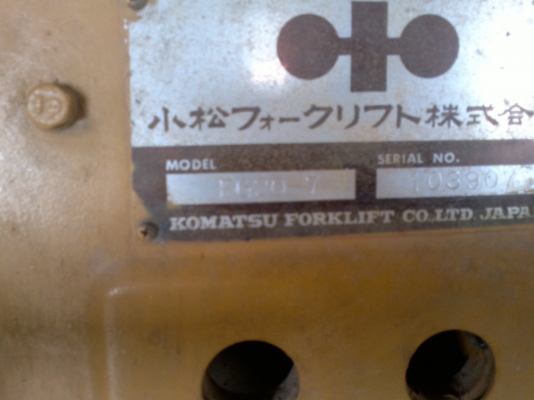 小松フォークリフト株式会
MODEL
SERIAL NO.
103907
KOMATSU FORKLIFT CO.LTD. JAPA